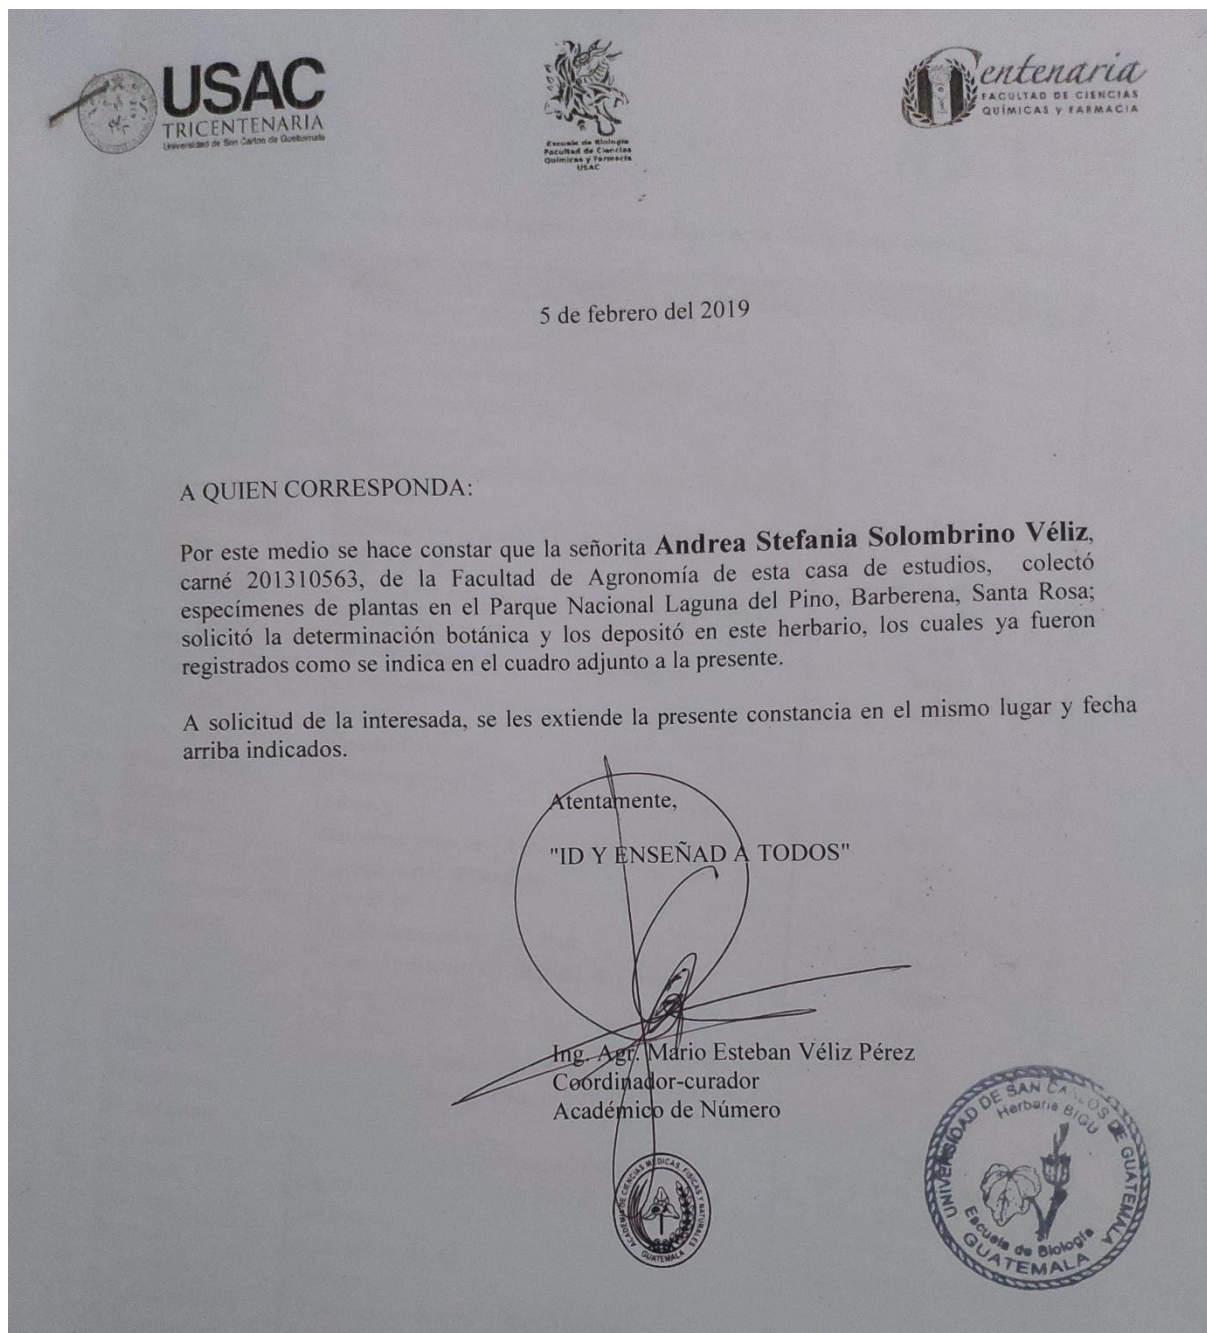 USAC
TRICENTENARIA
Universidad de San Carlos de Guatemala
Escuela de Biología
Facultad de Ciencias
Químicas y Farmacia
USAC
Centenaria
FACULTAD DE CIENCIAS
QUÍMICAS Y FARMACIA
5 de febrero del 2019
A QUIEN CORRESPONDA:
Por este medio se hace constar que la señorita Andrea Stefania Solombrino Véliz,
carné 201310563, de la Facultad de Agronomía de esta casa de estudios, colectó
especímenes de plantas en el Parque Nacional Laguna del Pino, Barberena, Santa Rosa;
solicitó la determinación botánica y los depositó en este herbario, los cuales ya fueron
registrados como se indica en el cuadro adjunto a la presente.
A solicitud de la interesada, se les extiende la presente constancia en el mismo lugar y fecha
arriba indicados.
Atentamente,
"ID Y ENSEÑAD A TODOS"
Ing. Agr. Mario Esteban Véliz Pérez
Coordinador-curador
Académico de Número
ACADEMIA DE CIENCIAS MEDICAS, FISICAS Y NATURALES
GUATEMALA
UNIVERSIDAD DE SAN CARLOS DE GUATEMALA
Herbario BIGU
Escuela de Biología
GUATEMALA